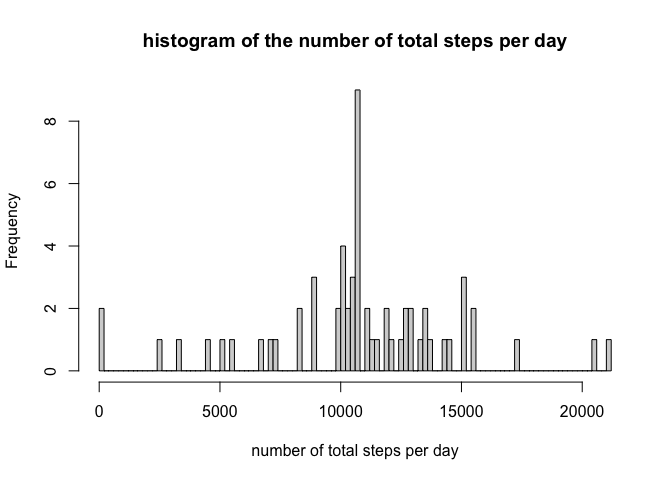 histogram of the number of total steps per day
Frequency
8
6
4
2
0
0 5000 10000 15000 20000
number of total steps per day